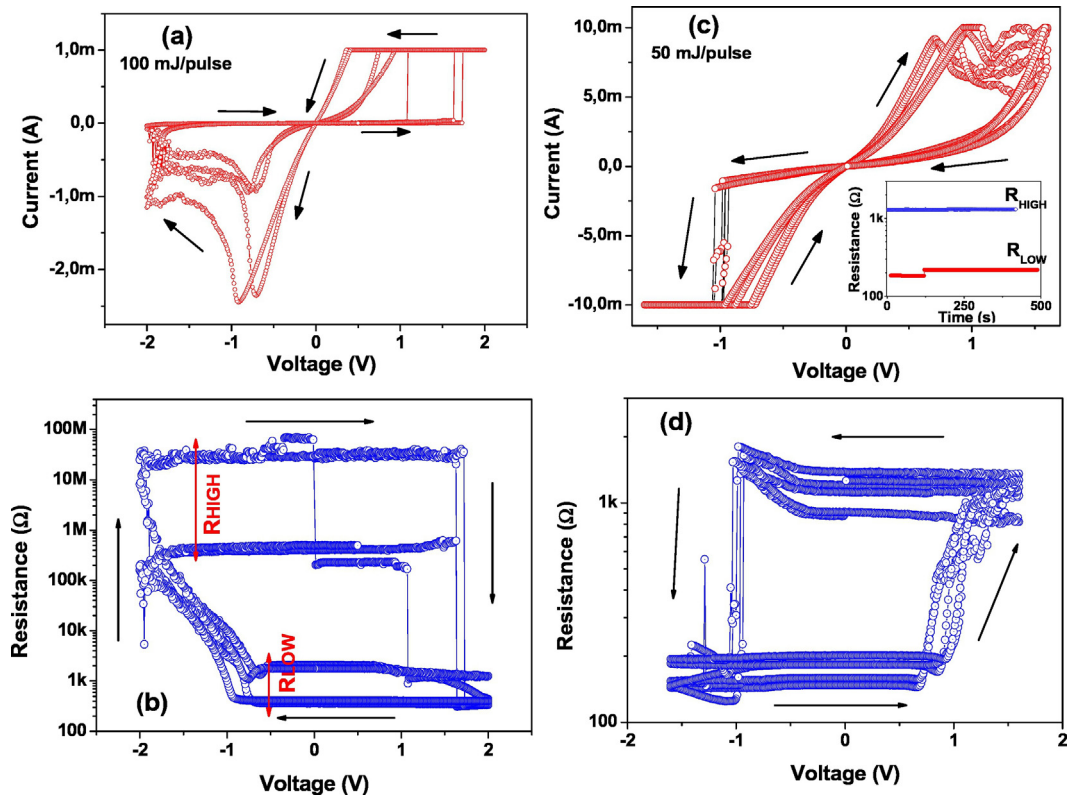 (a)
100 mJ/pulse
1,0m
0,0
-1,0m
-2,0m
Current (A)
-2
-1
0
1
2
Voltage (V)
(c)
50 mJ/pulse
10,0m
5,0m
0,0
-5,0m
-10,0m
Current (A)
-1
0
1
Voltage (V)
RHIGH
RLOW
1k
100
Resistance (Ω)
0
250
500
Time (s)
100M
10M
1M
100k
10k
1k
100
Resistance (Ω)
RHIGH
RLOW
(b)
-2
-1
0
1
2
Voltage (V)
(d)
1k
100
Resistance (Ω)
-2
-1
0
1
2
Voltage (V)